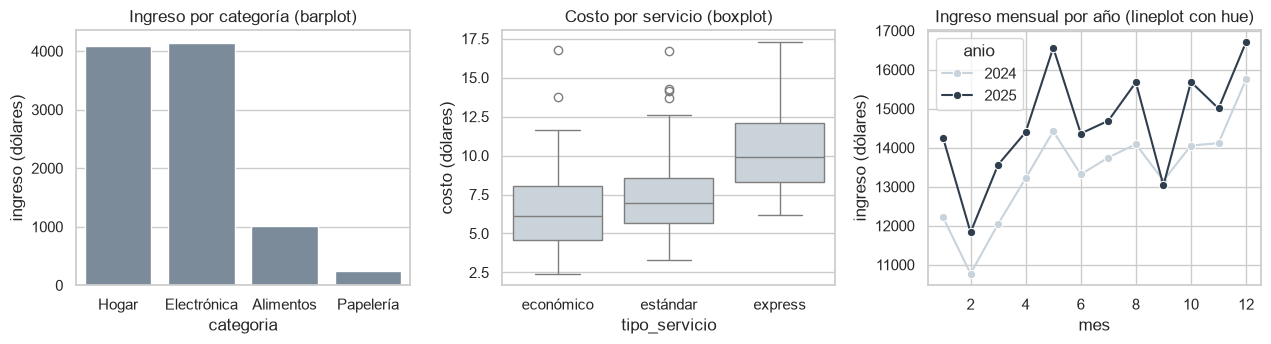 Ingreso por categoría (barplot)
ingreso (dólares)
4000
3000
2000
1000
0
Hogar Electrónica Alimentos Papelería
categoria
Costo por servicio (boxplot)
costo (dólares)
17.5
15.0
12.5
10.0
7.5
5.0
2.5
económico estándar express
tipo_servicio
Ingreso mensual por año (lineplot con hue)
ingreso (dólares)
17000
16000
15000
14000
13000
12000
11000
anio
2024
2025
2 4 6 8 10 12
mes